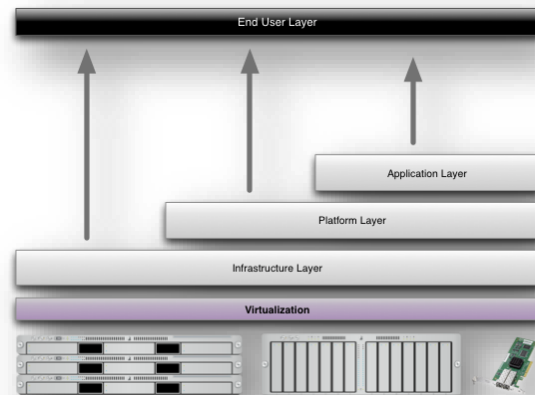 End User Layer
Application Layer
Platform Layer
Infrastructure Layer
Virtualization